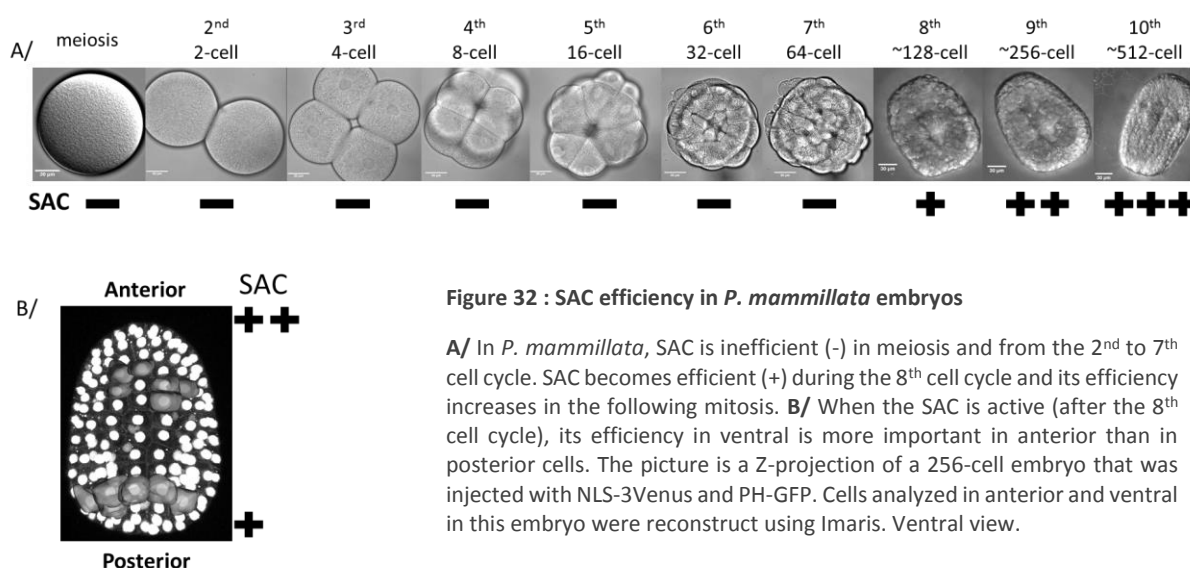 A/
meiosis
2nd
2-cell
3rd
4-cell
4th
8-cell
5th
16-cell
6th
32-cell
7th
64-cell
8th
~128-cell
9th
~256-cell
10th
~512-cell
SAC
B/
Anterior
SAC
Posterior
Figure 32 : SAC efficiency in P. mammillata embryos
A/ In P. mammillata, SAC is inefficient (-) in meiosis and from the 2nd to 7th
cell cycle. SAC becomes efficient (+) during the 8th cell cycle and its efficiency
increases in the following mitosis. B/ When the SAC is active (after the 8th
cell cycle), its efficiency in ventral is more important in anterior than in
posterior cells. The picture is a Z-projection of a 256-cell embryo that was
injected with NLS-3Venus and PH-GFP. Cells analyzed in anterior and ventral
in this embryo were reconstruct using Imaris. Ventral view.